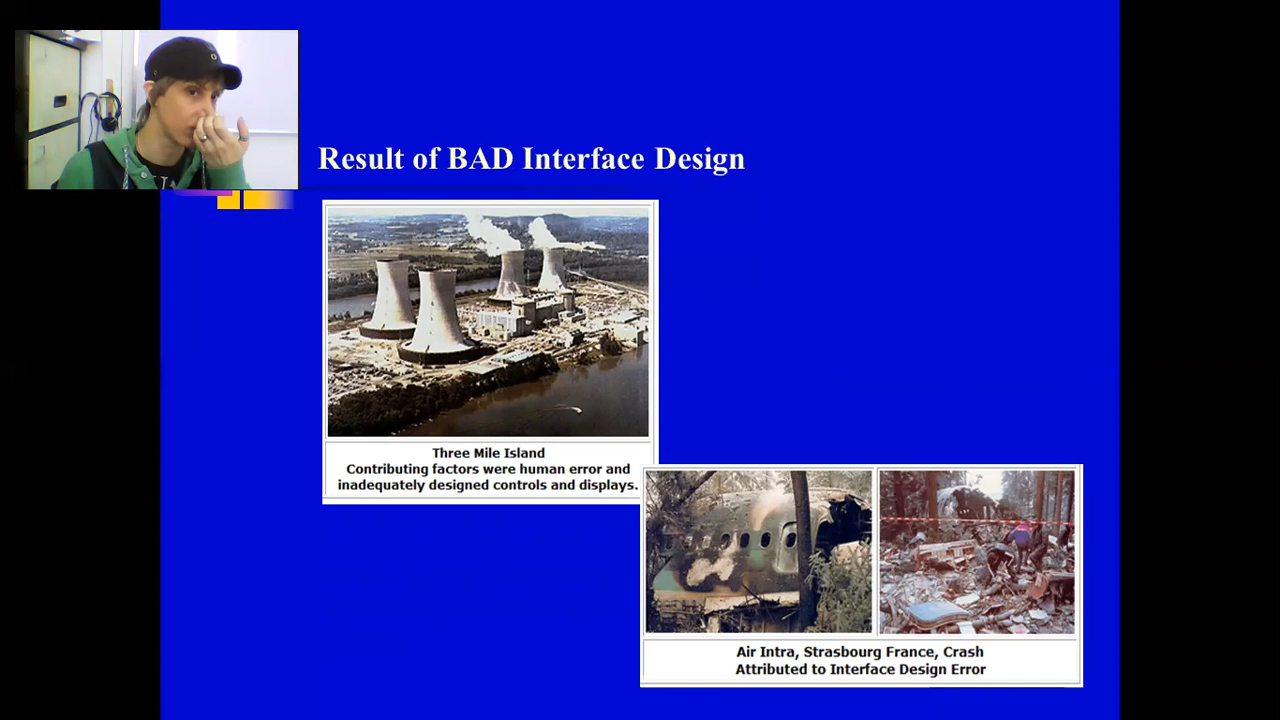 Result of BAD Interface Design
Three Mile Island
Contributing factors were human error and
inadequately designed controls and displays.
Air Intra, Strasbourg France, Crash
Attributed to Interface Design Error